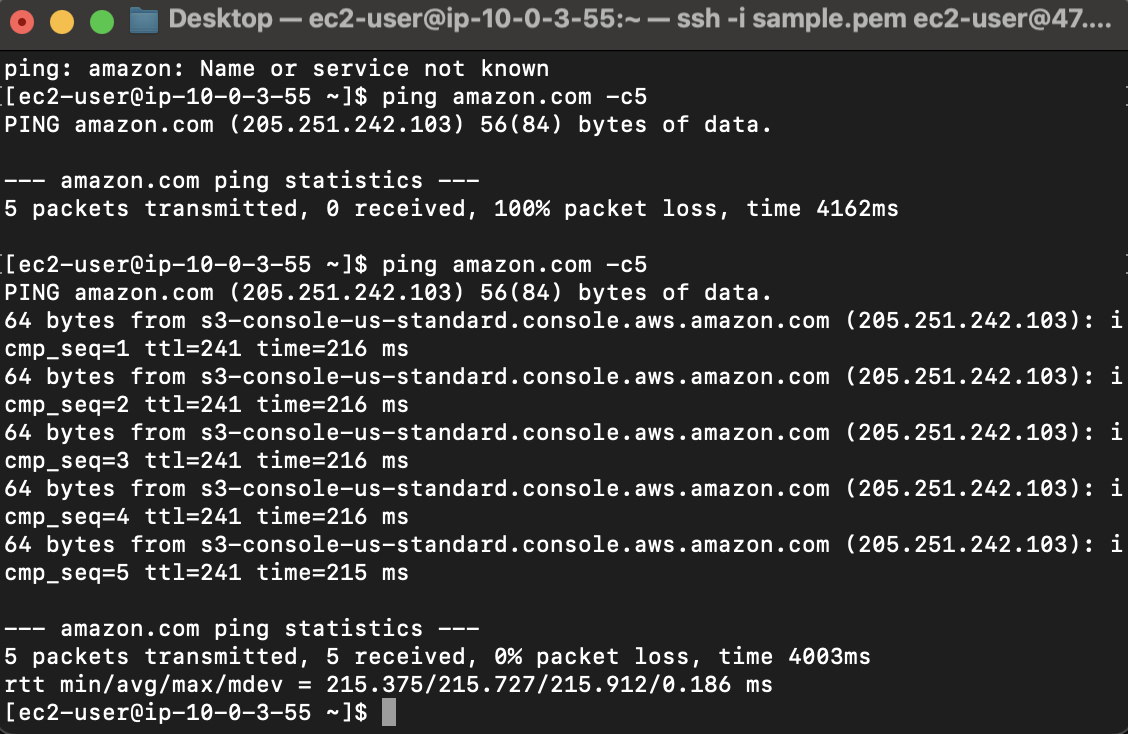 Desktop — ec2-user@ip-10-0-3-55:~ — ssh -i sample.pem ec2-user@47....
ping: amazon: Name or service not known
[ec2-user@ip-10-0-3-55 ~]$ ping amazon.com -c5
PING amazon.com (205.251.242.103) 56(84) bytes of data.
--- amazon.com ping statistics ---
5 packets transmitted, 0 received, 100% packet loss, time 4162ms
[ec2-user@ip-10-0-3-55 ~]$ ping amazon.com -c5
PING amazon.com (205.251.242.103) 56(84) bytes of data.
64 bytes from s3-console-us-standard.console.aws.amazon.com (205.251.242.103): i
cmp_seq=1 ttl=241 time=216 ms
64 bytes from s3-console-us-standard.console.aws.amazon.com (205.251.242.103): i
cmp_seq=2 ttl=241 time=216 ms
64 bytes from s3-console-us-standard.console.aws.amazon.com (205.251.242.103): i
cmp_seq=3 ttl=241 time=216 ms
64 bytes from s3-console-us-standard.console.aws.amazon.com (205.251.242.103): i
cmp_seq=4 ttl=241 time=216 ms
64 bytes from s3-console-us-standard.console.aws.amazon.com (205.251.242.103): i
cmp_seq=5 ttl=241 time=215 ms
--- amazon.com ping statistics ---
5 packets transmitted, 5 received, 0% packet loss, time 4003ms
rtt min/avg/max/mdev = 215.375/215.727/215.912/0.186 ms
[ec2-user@ip-10-0-3-55 ~]$